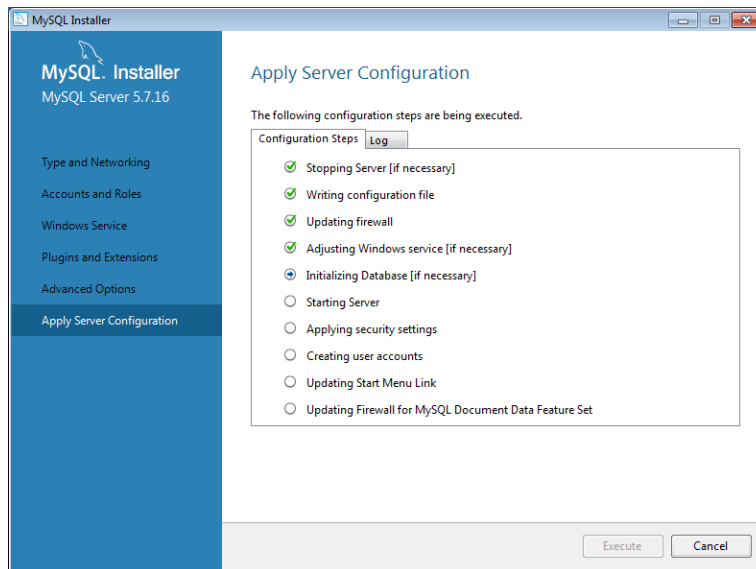 MySQL Installer
MySQL. Installer
MySQL Server 5.7.16
Type and Networking
Accounts and Roles
Windows Service
Plugins and Extensions
Advanced Options
Apply Server Configuration
Apply Server Configuration
The following configuration steps are being executed.
Configuration Steps Log
Stopping Server [if necessary]
Writing configuration file
Updating firewall
Adjusting Windows service [if necessary]
Initializing Database [if necessary]
Starting Server
Applying security settings
Creating user accounts
Updating Start Menu Link
Updating Firewall for MySQL Document Data Feature Set
Execute Cancel